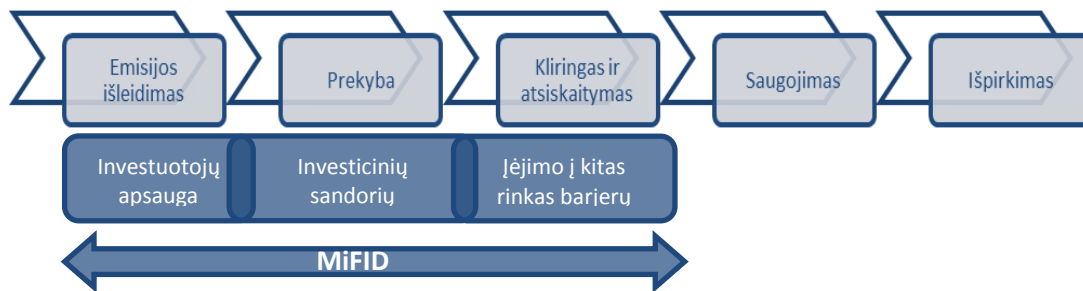 Emisijos
išleidimas
Prekyba
Kliringas ir
atsiskaitymas
Saugojimas
Išpirkimas
Investuotojų
apsauga
Investicinių
sandorių
Įėjimo į kitas
rinkas barjerų
MiFID